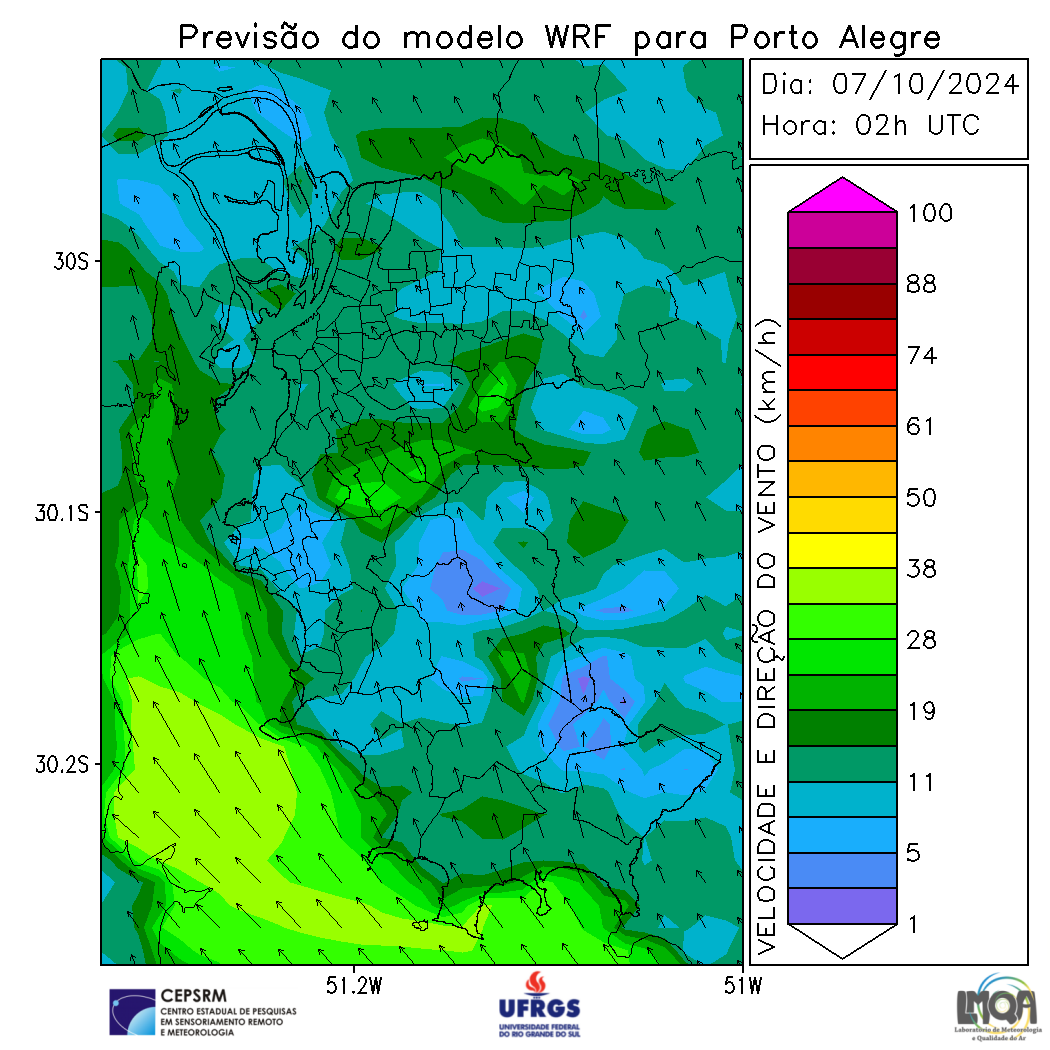 Previsão do modelo WRF para Porto Alegre
Dia: 07/10/2024
Hora: 02h UTC
30S
30.1S
30.2S
51.2W
51W
VELOCIDADE E DIREÇÃO DO VENTO (km/h)
100
88
74
61
50
38
28
19
11
5
1
CEPSRM
CENTRO ESTADUAL DE PESQUISAS
EM SENSORIAMENTO REMOTO
E METEOROLOGIA
UFRGS
UNIVERSIDADE FEDERAL
DO RIO GRANDE DO SUL
LMQA
Laboratório de Meteorologia
e Qualidade do Ar